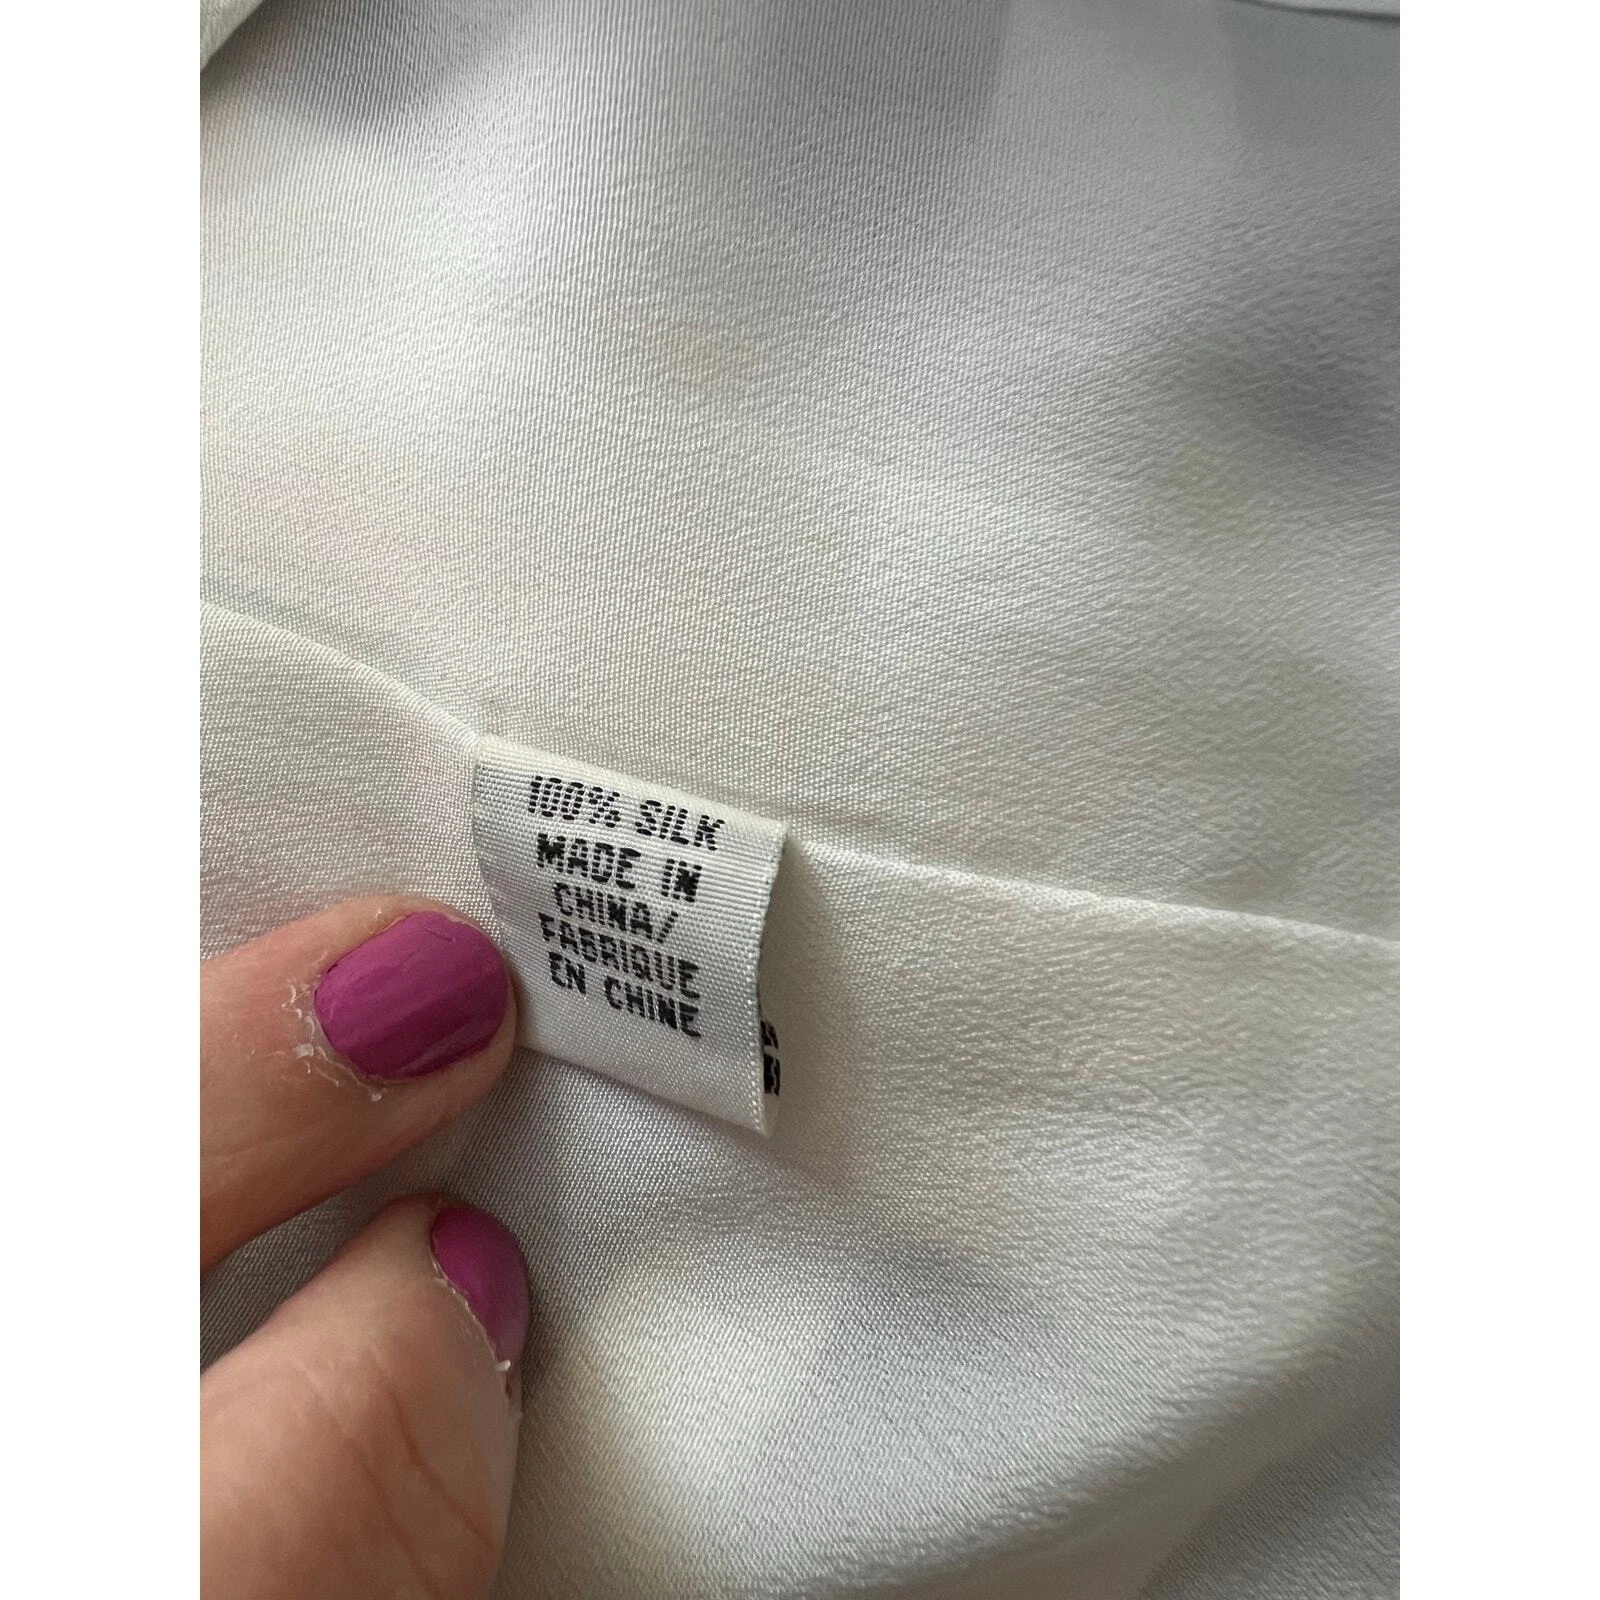 100% SILK
MADE IN
CHINA/
FABRIQUE
EN CHINE